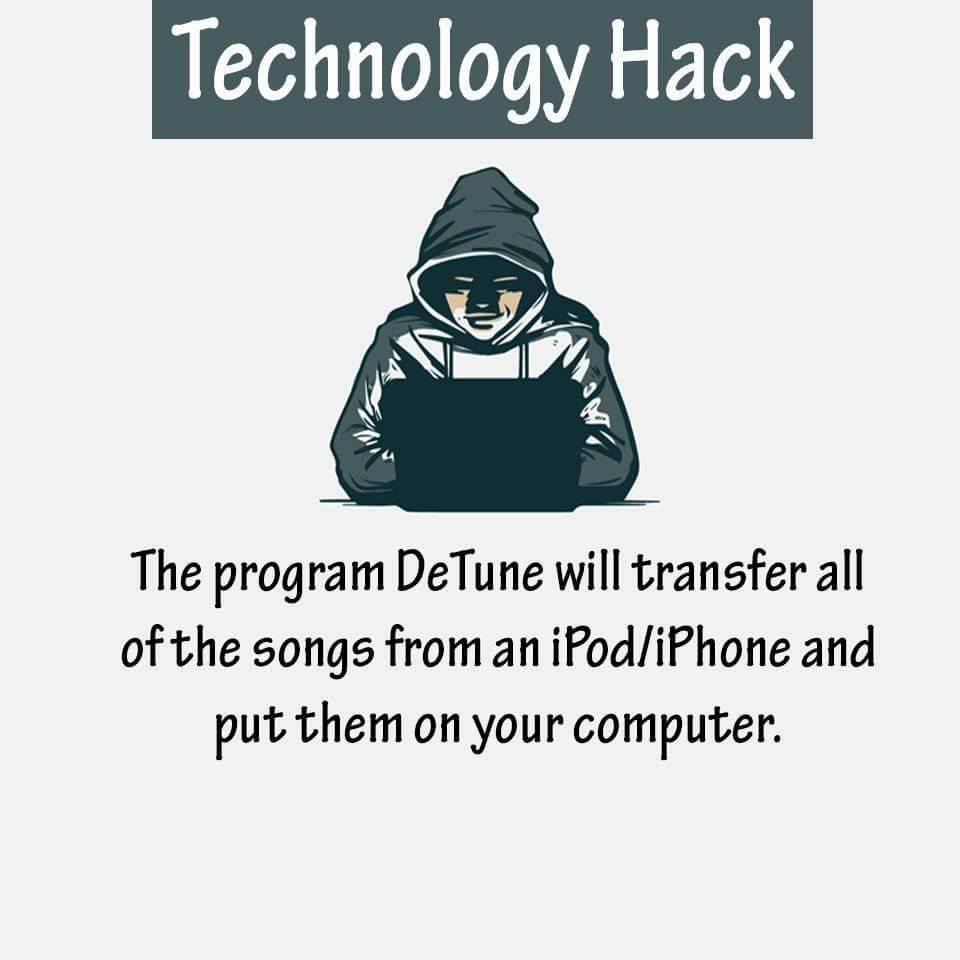 Technology Hack
The program DeTune will transfer all
of the songs from an iPod/iPhone and
put them on your computer.